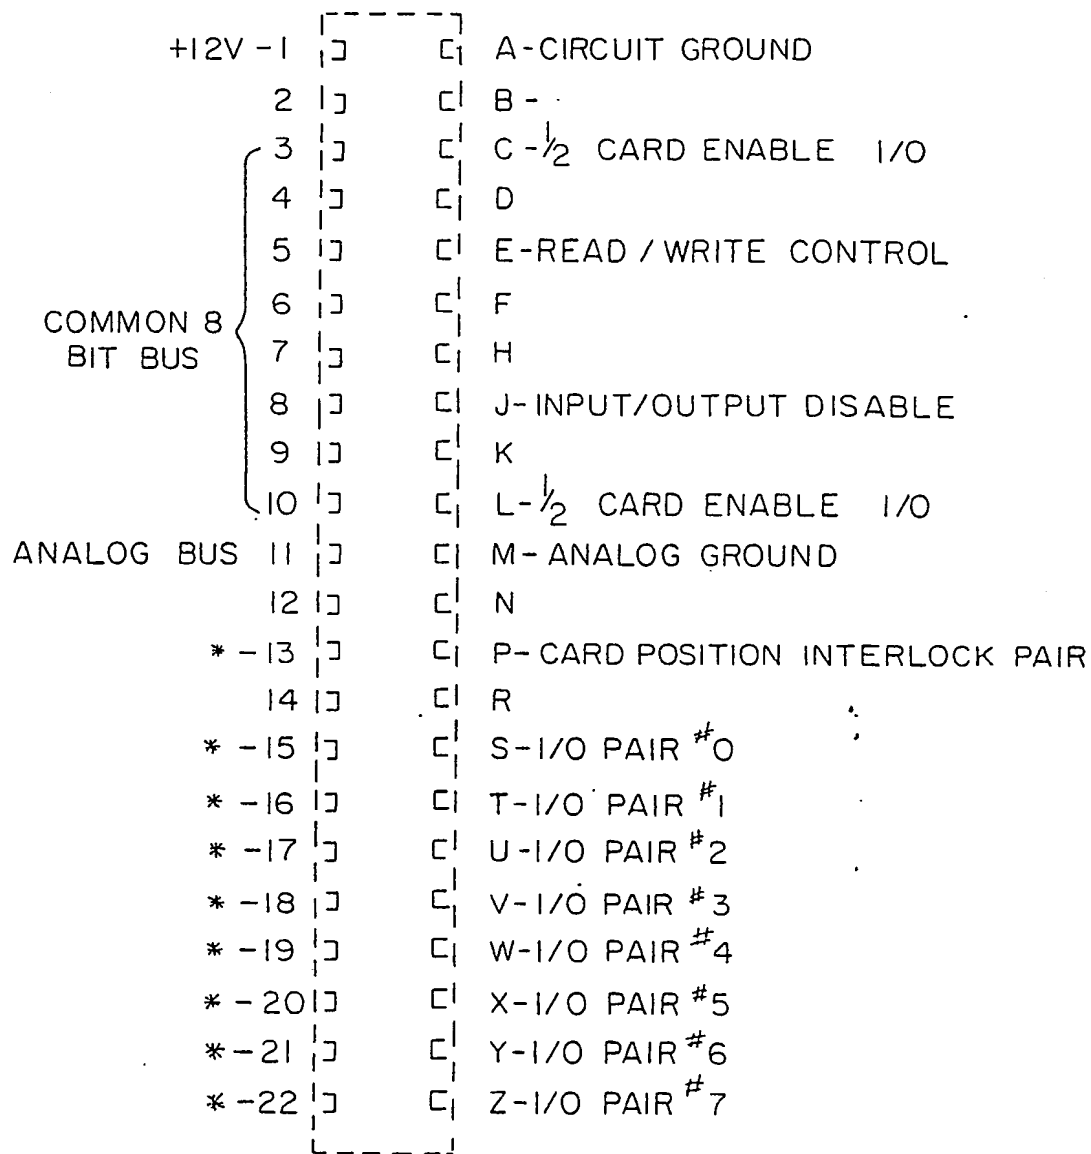 +12V -1 A-CIRCUIT GROUND
2 B -
3 C-1/2 CARD ENABLE I/O
4 D
5 E-READ / WRITE CONTROL
6 F
COMMON 8
BIT BUS
7 H
8 J-INPUT/OUTPUT DISABLE
9 K
10 L-1/2 CARD ENABLE I/O
ANALOG BUS 11 M-ANALOG GROUND
12 N
* -13 P-CARD POSITION INTERLOCK PAIR
14 R
* -15 S-I/O PAIR #0
* -16 T-I/O PAIR #1
* -17 U-I/O PAIR #2
* -18 V-I/O PAIR #3
* -19 W-I/O PAIR #4
* -20 X-I/O PAIR #5
* -21 Y-I/O PAIR #6
* -22 Z-I/O PAIR #7